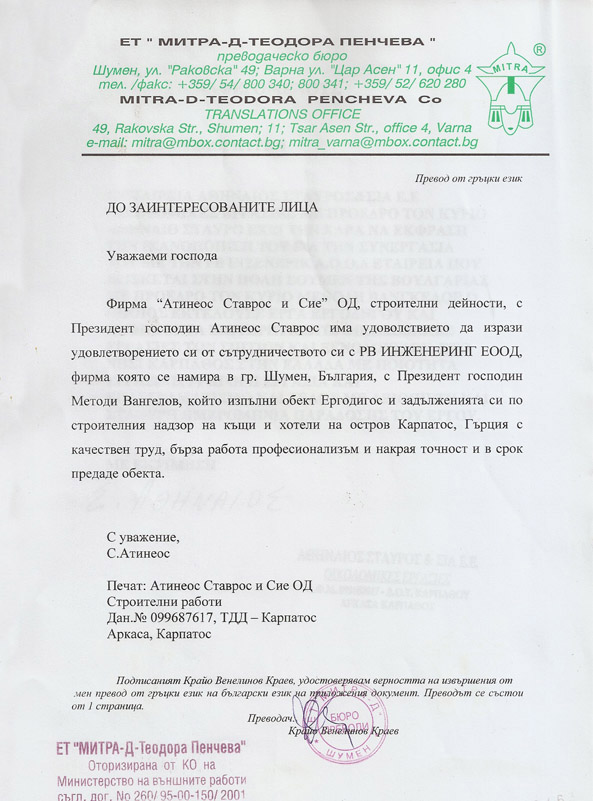 ЕТ " МИТРА-Д-ТЕОДОРА ПЕНЧЕВА "
преводаческо бюро
Шумен, ул. "Раковска" 49; Варна ул. "Цар Асен" 11, офис 4
тел. /факс: +359/ 54/ 800 340; 800 341; +359/ 52/ 620 280
MITRA-D-TEODORA PENCHEVA Co
TRANSLATIONS OFFICE
49, Rakovska Str., Shumen; 11; Tsar Asen Str., office 4, Varna
e-mail: mitra@mbox.contact.bg; mitra_varna@mbox.contact.bg
MITRA ®
Превод от гръцки език
ДО ЗАИНТЕРЕСОВАНИТЕ ЛИЦА
Уважаеми господа
Фирма “Атинеос Ставрос и Сие” ОД, строителни дейности, с
Президент господин Атинеос Ставрос има удоволствието да изрази
удовлетворението си от сътрудничеството си с РВ ИНЖЕНЕРИНГ ЕООД,
фирма която се намира в гр. Шумен, България, с Президент господин
Методи Вангелов, който изпълни обект Ергодигос и задълженията си по
строителния надзор на къщи и хотели на остров Карпатос, Гърция с
качествен труд, бърза работа професионализъм и накрая точност и в срок
предаде обекта.
С уважение,
С.Атинеос
Печат: Атинеос Ставрос и Сие ОД
Строителни работи
Дан.№ 099687617, ТДД – Карпатос
Аркаса, Карпатос
Подписаният Крайо Венелинов Краев, удостоверявам верността на извършения от
мен превод от гръцки език на български език на приложения документ. Преводът се състои
от 1 страница.
Преводач:
Крайо Венелинов Краев
МИТРА-Д
БЮРО
ШУМЕН
ЕТ "МИТРА-Д-Теодора Пенчева"
Оторизирана от КО на
Министерство на външните работи
съгл. дог. No 260/ 95-00-150/ 2001